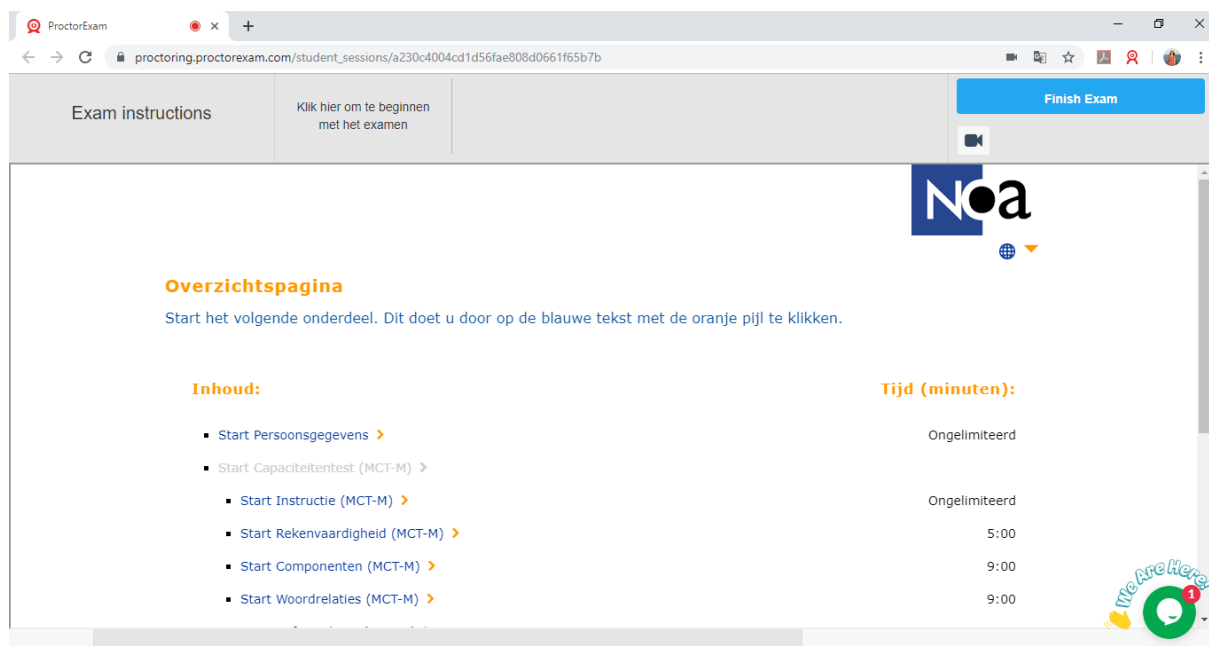 ProctorExam
proctoring.proctorexam.com/student_sessions/a230c4004cd1d56fae808d0661f65b7b
Exam instructions
Klik hier om te beginnen
met het examen
Finish Exam
Noa
Overzichtspagina
Start het volgende onderdeel. Dit doet u door op de blauwe tekst met de oranje pijl te klikken.
Inhoud: Tijd (minuten):
Start Persoonsgegevens Ongelimiteerd
Start Capaciteitentest (MCT-M)
Start Instructie (MCT-M) Ongelimiteerd
Start Rekenvaardigheid (MCT-M) 5:00
Start Componenten (MCT-M) 9:00
Start Woordrelaties (MCT-M) 9:00
We Are Here!
1